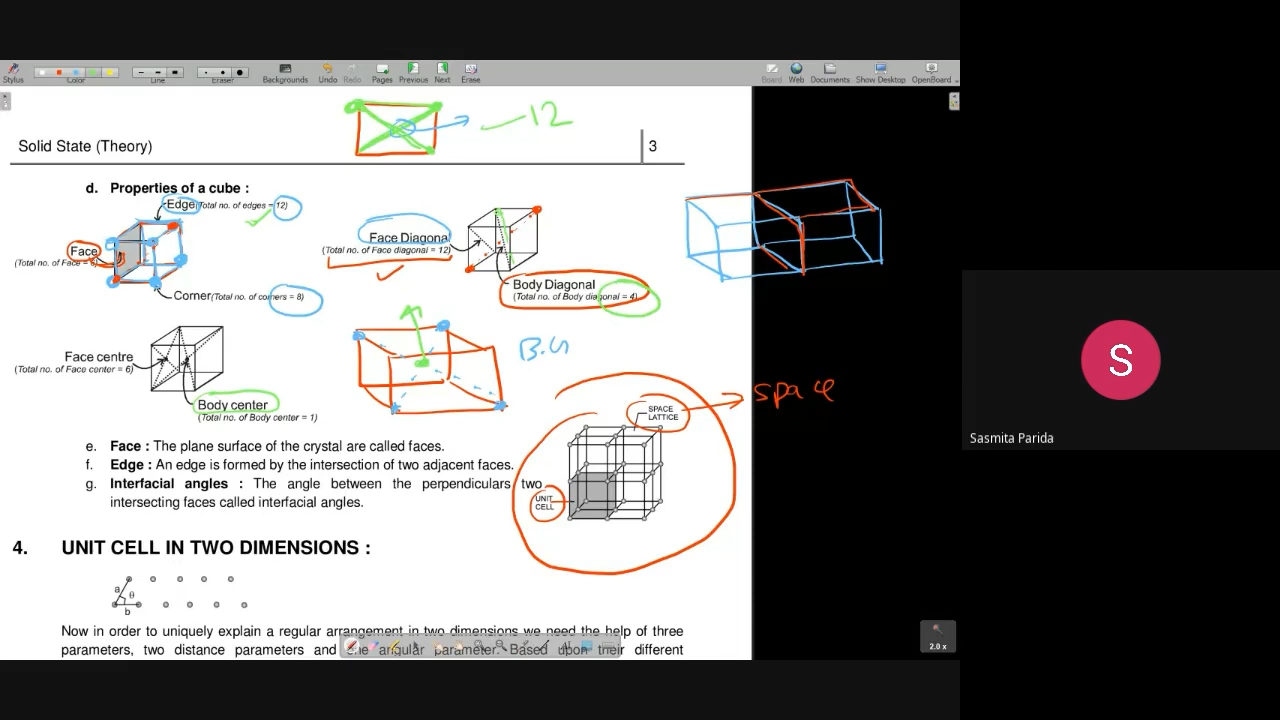 Stylus
Color
Line
Eraser
Backgrounds
Undo
Redo
Pages
Previous
Next
Erase
Board
Web
Documents
Show Desktop
OpenBoard
12
Solid State (Theory)
3
d. Properties of a cube :
Edge(Total no. of edges = 12)
Face
(Total no. of Face = 6)
Corner(Total no. of corners = 8)
Face Diagonal
(Total no. of Face diagonal = 12)
Body Diagonal
(Total no. of Body diagonal = 4)
Face centre
(Total no. of Face center = 6)
Body center
(Total no. of Body center = 1)
SPACE
LATTICE
space
UNIT
CELL
e. Face : The plane surface of the crystal are called faces.
f. Edge : An edge is formed by the intersection of two adjacent faces.
g. Interfacial angles : The angle between the perpendiculars two
intersecting faces called interfacial angles.
4. UNIT CELL IN TWO DIMENSIONS :
a
θ
b
Now in order to uniquely explain a regular arrangement in two dimensions we need the help of three
parameters, two distance parameters and one angular parameter. Based upon their different
2.0 x
S
Sasmita Parida